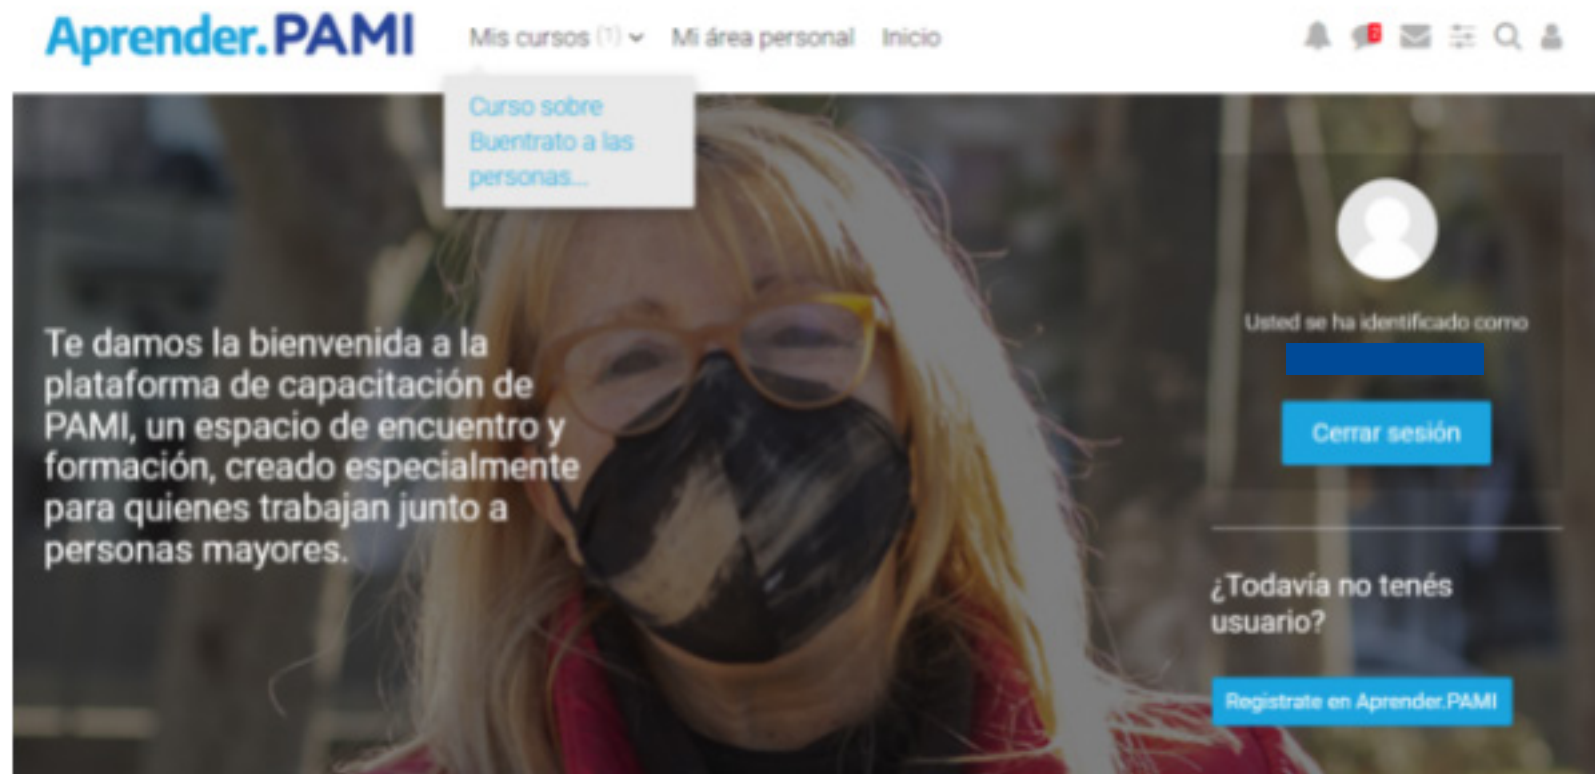 Aprender.PAMI
Mis cursos (1) Mi área personal Inicio
2
Curso sobre
Buentrato a las
personas...
Te damos la bienvenida a la
plataforma de capacitación de
PAMI, un espacio de encuentro y
formación, creado especialmente
para quienes trabajan junto a
personas mayores.
Usted se ha identificado como
Cerrar sesión
¿Todavía no tenés
usuario?
Registrate en Aprender.PAMI